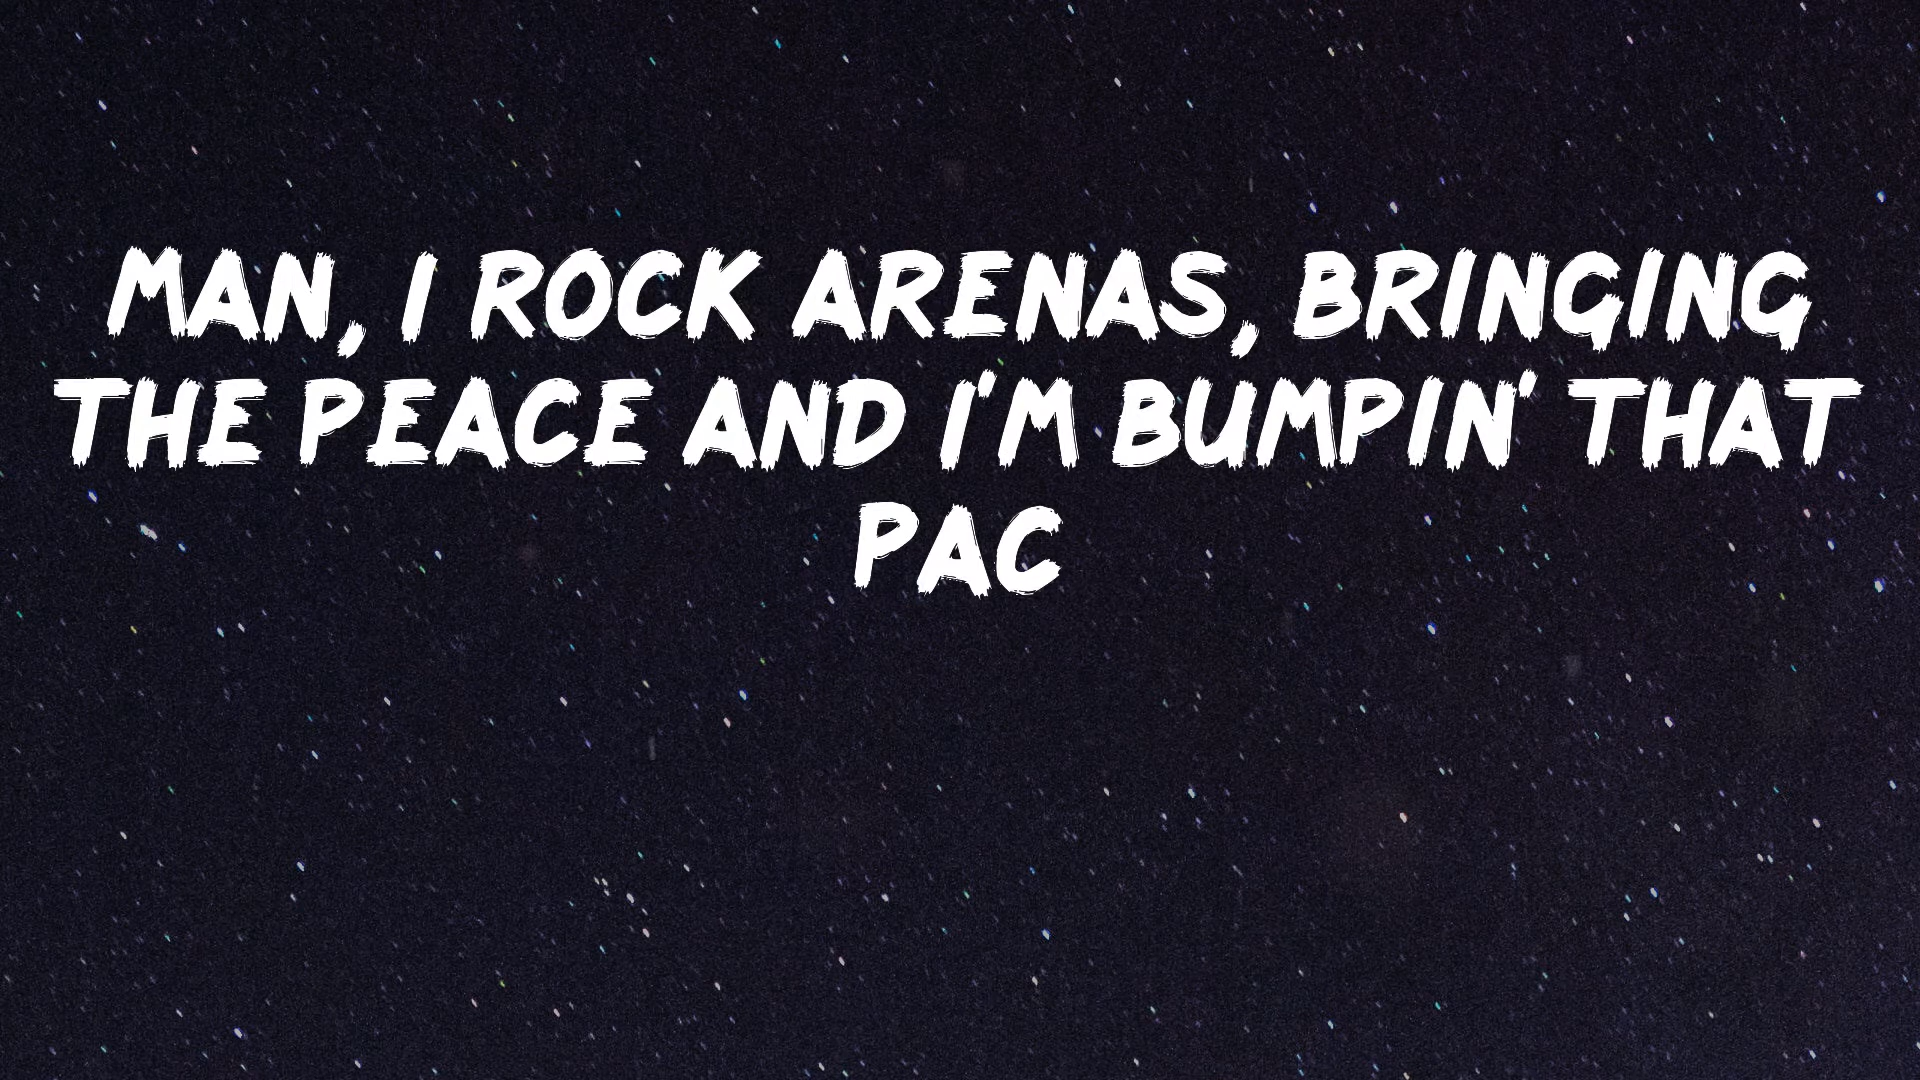 MAN, I ROCK ARENAS, BRINGING
THE PEACE AND I'M BUMPIN' THAT
PAC